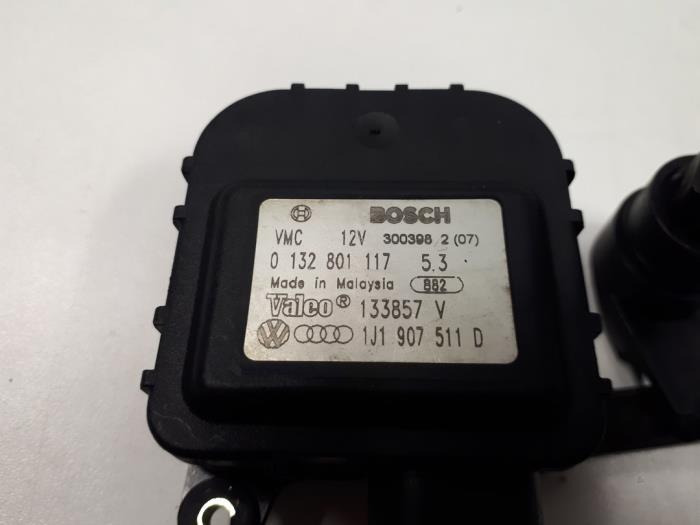 BOSCH
VMC 12V 300398 2 (07)
0 132 801 117 5.3
Made in Malaysia 882
Valeo® 133857 V
1J1 907 511 D